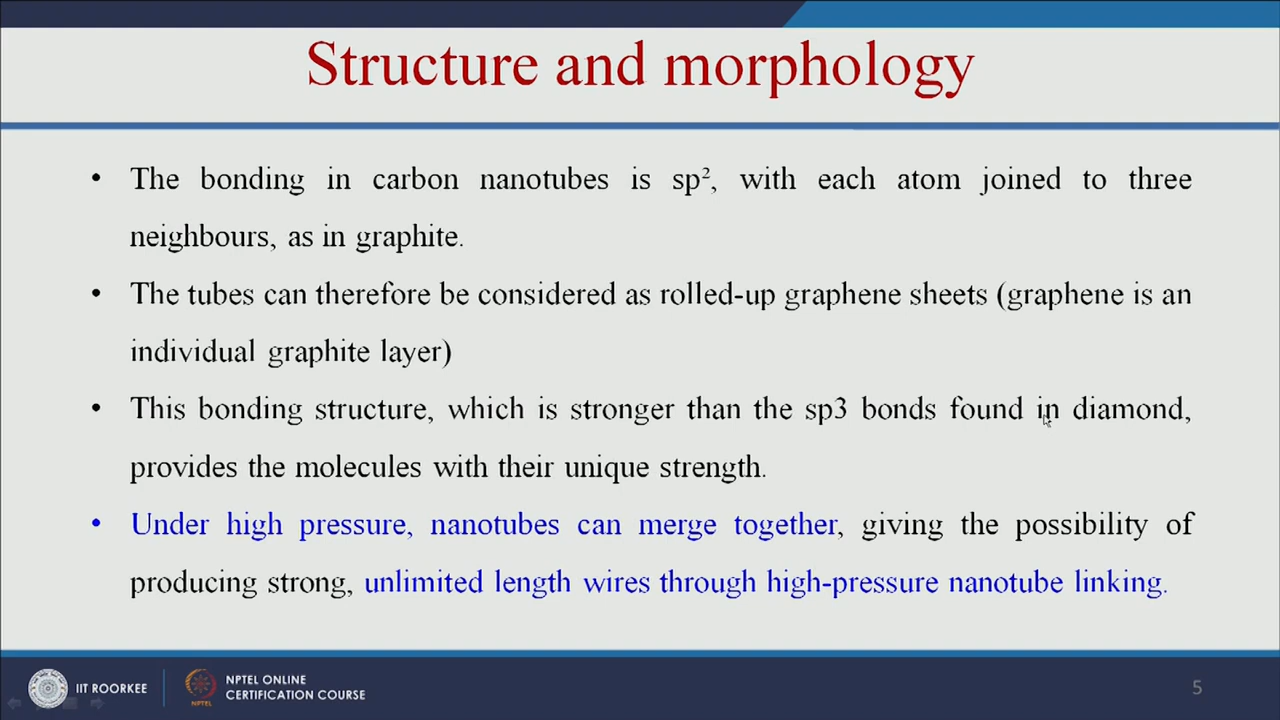 Structure and morphology
• The bonding in carbon nanotubes is sp², with each atom joined to three
neighbours, as in graphite.
• The tubes can therefore be considered as rolled-up graphene sheets (graphene is an
individual graphite layer)
• This bonding structure, which is stronger than the sp3 bonds found in diamond,
provides the molecules with their unique strength.
• Under high pressure, nanotubes can merge together, giving the possibility of
producing strong, unlimited length wires through high-pressure nanotube linking.
IIT ROORKEE
NPTEL
NPTEL ONLINE
CERTIFICATION COURSE
5